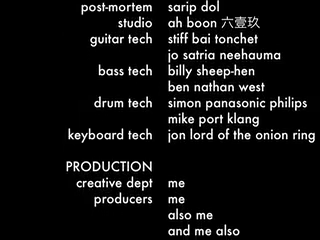 post-mortem sarip dol
studio ah boon 六壹玖
guitar tech stiff bai tonchet
jo satria neehauma
bass tech billy sheep-hen
ben nathan west
drum tech simon panasonic philips
mike port klang
keyboard tech jon lord of the onion ring
PRODUCTION
creative dept me
producers me
also me
and me also